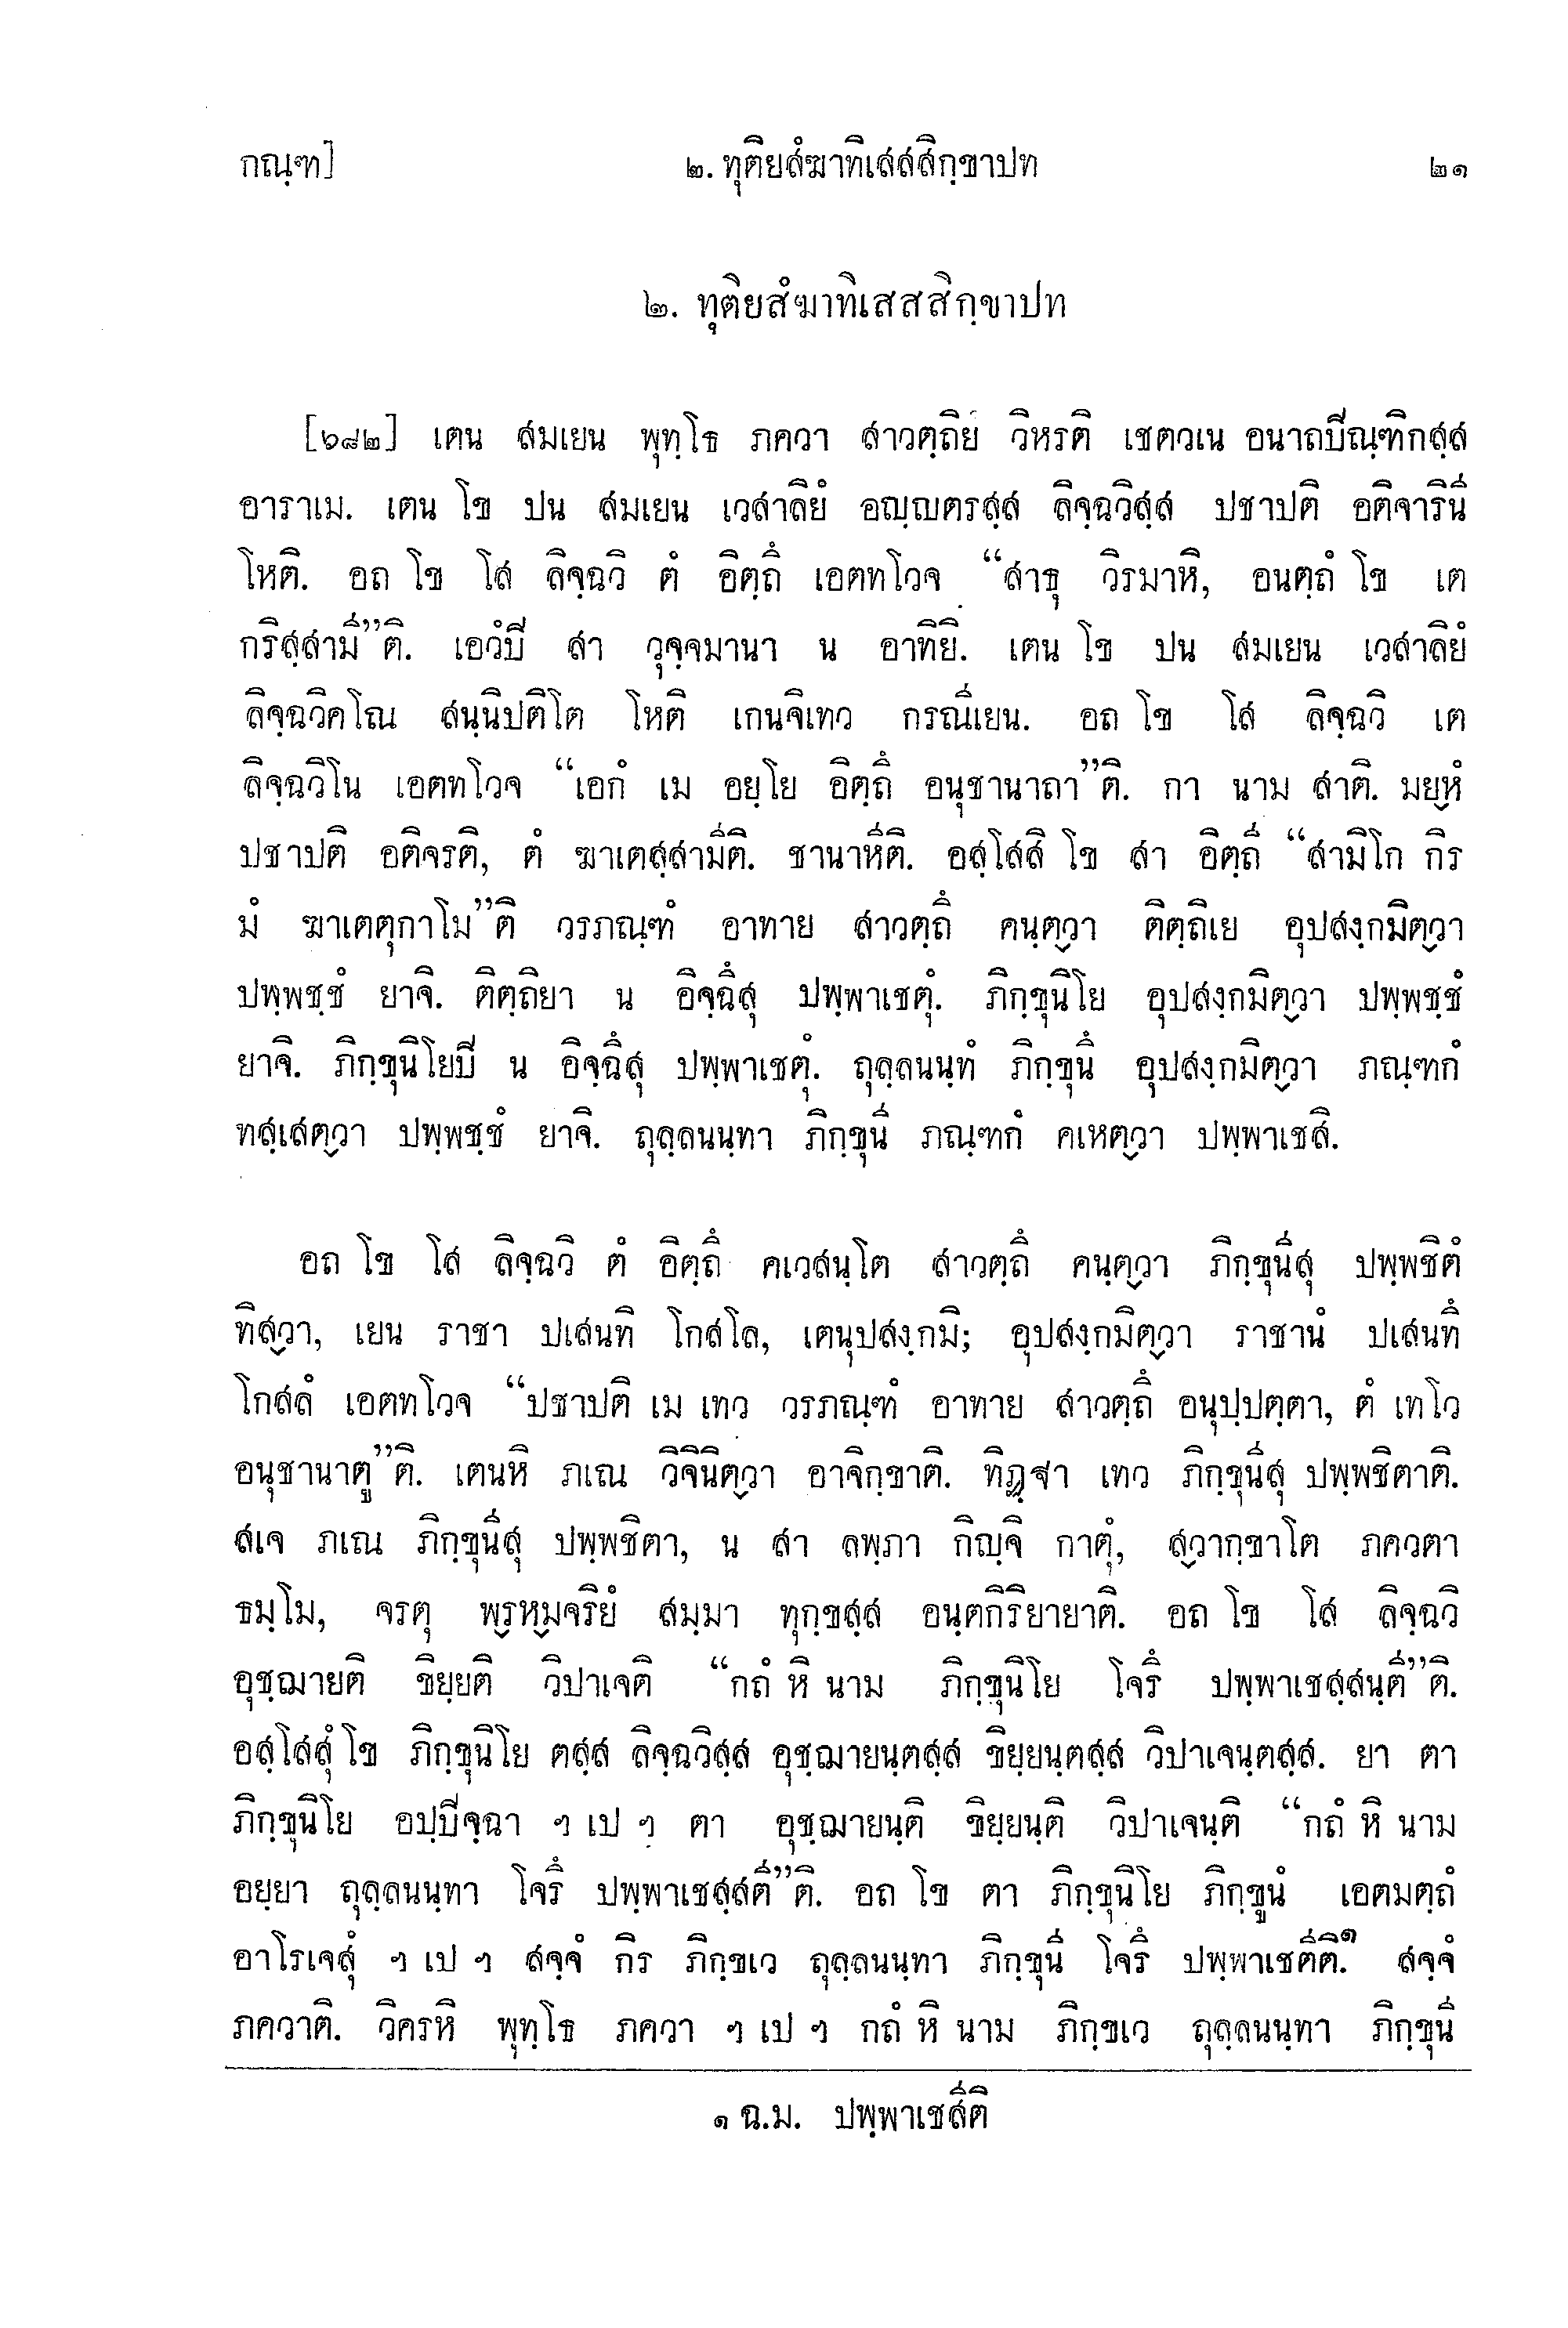 กณฺฑ]
๒. ทุติยสํฆาทิเสสสิกฺขาปท
๒๑
๒. ทุติยสํฆาทิเสสสิกฺขาปท
[๖๘๒] เตน สมเยน พุทฺโธ ภควา สาวตฺถิยํ วิหรติ เชตวเน อนาถปิณฺฑิกสฺส
อาราเม. เตน โข ปน สมเยน เวสาลิยํ อญฺญตรสฺส ลิจฺฉวิสฺส ปชาปติ อติจารินี
โหติ. อถ โข โส ลิจฺฉวิ ตํ อิตฺถึ เอตทโวจ “สาธุ วิรมาหิ, อนตฺถํ โข เต
กริสฺสามี”ติ. เอวํปิ สา วุจฺจมานา น อาทิยิ. เตน โข ปน สมเยน เวสาลิยํ
ลิจฺฉวิคโณ สนฺนิปติโต โหติ เกนจิเทว กรณีเยน. อถ โข โส ลิจฺฉวิ เต
ลิจฺฉวิโน เอตทโวจ “เอกํ เม อยฺโย อิตฺถึ อนุชานาถา”ติ. กา นาม สาติ. มยฺหํ
ปชาปติ อติจรติ, ตํ ฆาเตสฺสามีติ. ชานาหีติ. อสฺโสสิ โข สา อิตฺถี “สามิโก กิร
มํ ฆาเตตุกาโม”ติ วรภณฺฑํ อาทาย สาวตฺถึ คนฺตฺวา ติตฺถิเย อุปสงฺกมิตฺวา
ปพฺพชฺชํ ยาจิ. ติตฺถิยา น อิจฺฉึสุ ปพฺพาเชตุํ. ภิกฺขุนิโย อุปสงฺกมิตฺวา ปพฺพชฺชํ
ยาจิ. ภิกฺขุนิโยปิ น อิจฺฉึสุ ปพฺพาเชตุํ. ถุลฺลนนฺทํ ภิกฺขุนึ อุปสงฺกมิตฺวา ภณฺฑกํ
ทสฺเสตฺวา ปพฺพชฺชํ ยาจิ. ถุลฺลนนฺทา ภิกฺขุนี ภณฺฑกํ คเหตฺวา ปพฺพาเชสิ.
อถ โข โส ลิจฺฉวิ ตํ อิตฺถึ คเวสนฺโต สาวตฺถึ คนฺตฺวา ภิกฺขุนีสุ ปพฺพชิตํ
ทิสฺวา, เยน ราชา ปเสนทิ โกสโล, เตนุปสงฺกมิ; อุปสงฺกมิตฺวา ราชานํ ปเสนทึ
โกสลํ เอตทโวจ “ปชาปติ เม เทว วรภณฺฑํ อาทาย สาวตฺถึ อนุปฺปตฺตา, ตํ เทโว
อนุชานาตู”ติ. เตนหิ ภเณ วิจินิตฺวา อาจิกฺขาติ. ทิฏฺฐา เทว ภิกฺขุนีสุ ปพฺพชิตาติ.
สเจ ภเณ ภิกฺขุนีสุ ปพฺพชิตา, น สา ลพฺภา กิญฺจิ กาตุํ, สฺวากฺขาโต ภควตา
ธมฺโม, จรตุ พฺรหฺมจริยํ สมฺมา ทุกฺขสฺส อนฺตกิริยายาติ. อถ โข โส ลิจฺฉวิ
อุชฺฌายติ ขิยฺยติ วิปาเจติ “กถํ หิ นาม ภิกฺขุนิโย โจรึ ปพฺพาเชสฺสนฺตี”ติ.
อสฺโสสุํ โข ภิกฺขุนิโย ตสฺส ลิจฺฉวิสฺส อุชฺฌายนฺตสฺส ขิยฺยนฺตสฺส วิปาเจนฺตสฺส. ยา ตา
ภิกฺขุนิโย อปฺปิจฺฉา ฯ เป ฯ ตา อุชฺฌายนฺติ ขิยฺยนฺติ วิปาเจนฺติ “กถํ หิ นาม
อยฺยา ถุลฺลนนฺทา โจรึ ปพฺพาเชสฺสตี”ติ. อถ โข ตา ภิกฺขุนิโย ภิกฺขูนํ เอตมตฺถํ
อาโรเจสุํ ฯ เป ฯ สจฺจํ กิร ภิกฺขเว ถุลฺลนนฺทา ภิกฺขุนี โจรึ ปพฺพาเชตีติ.๑ สจฺจํ
ภควาติ. วิครหิ พุทฺโธ ภควา ฯ เป ฯ กถํ หิ นาม ภิกฺขเว ถุลฺลนนฺทา ภิกฺขุนี
๑ ฉ.ม. ปพฺพาเชสีติ